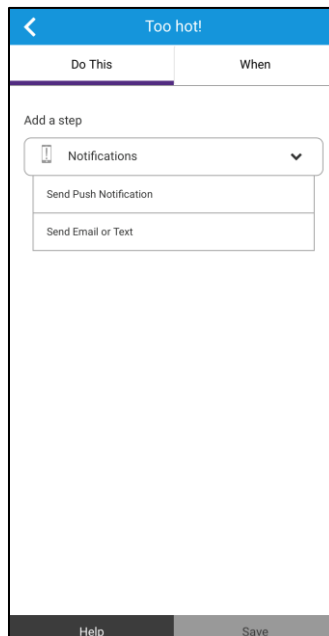 Too hot!
Do This
When
Add a step
Notifications
Send Push Notification
Send Email or Text
Help
Save